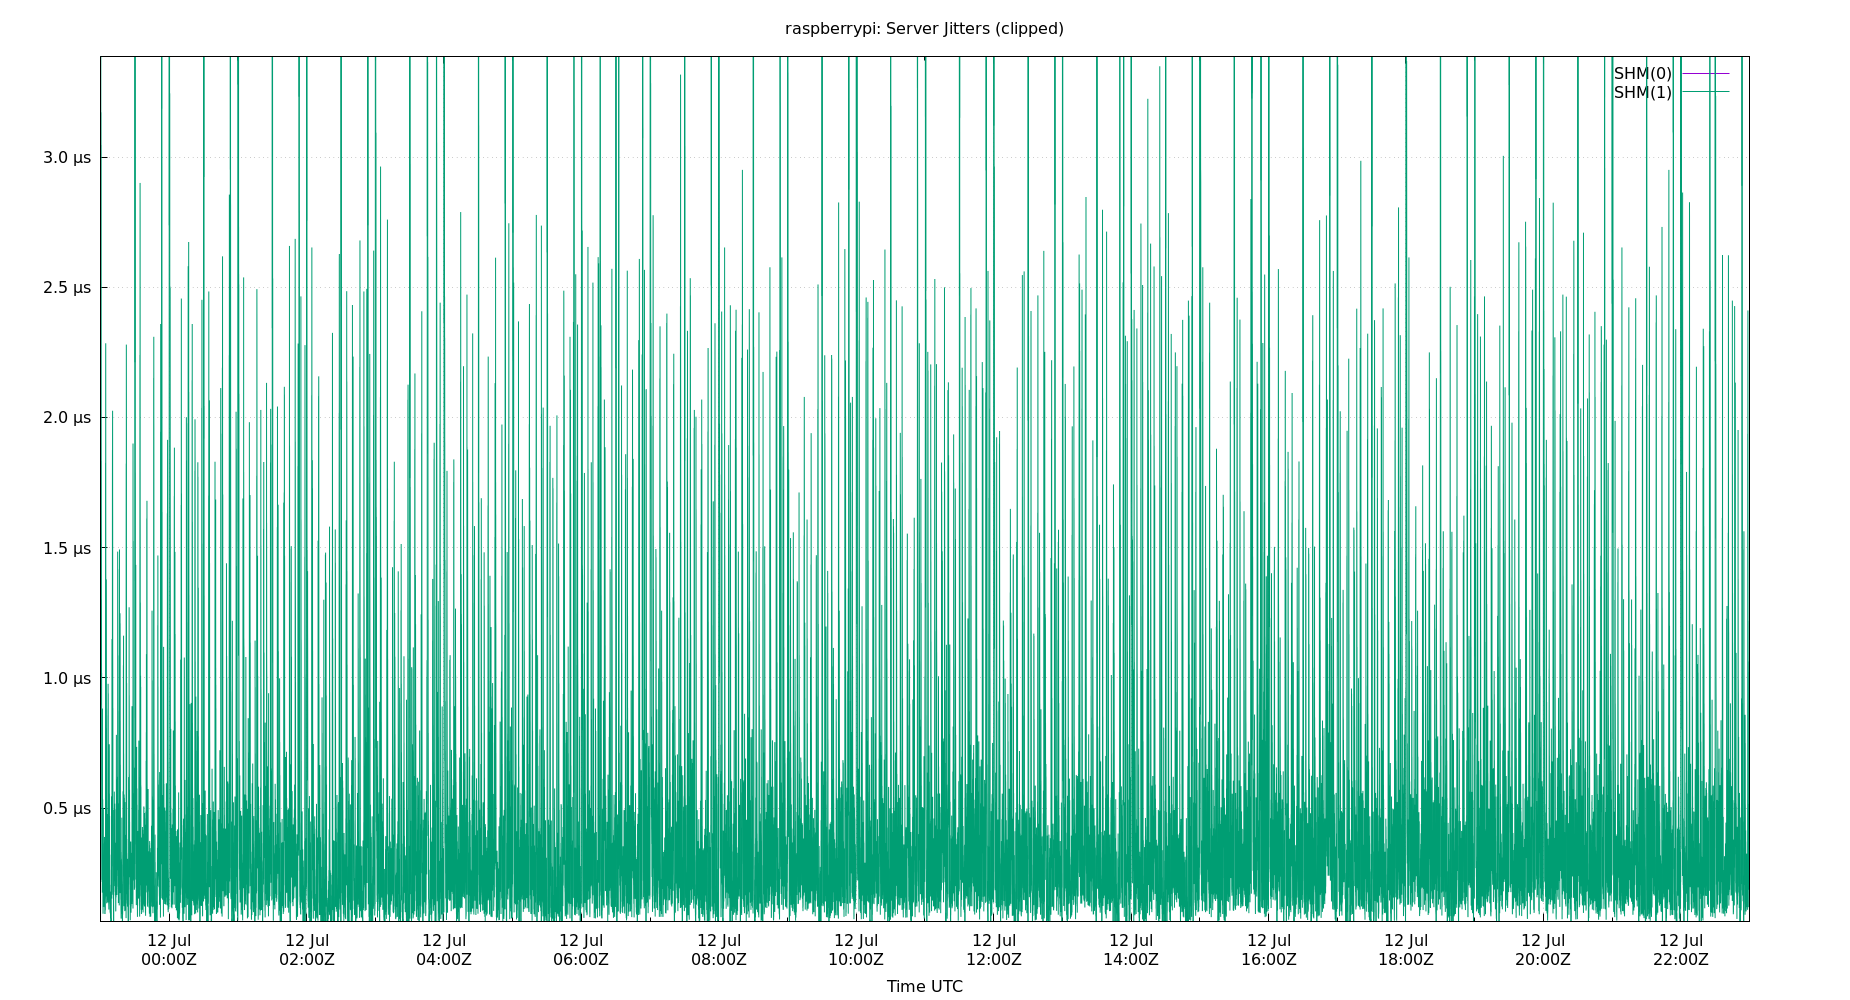 raspberrypi: Server Jitters (clipped)
SHM(0)
SHM(1)
3.0 µs
2.5 µs
2.0 µs
1.5 µs
1.0 µs
0.5 µs
12 Jul 12 Jul 12 Jul 12 Jul 12 Jul 12 Jul 12 Jul 12 Jul 12 Jul 12 Jul 12 Jul 12 Jul
00:00Z 02:00Z 04:00Z 06:00Z 08:00Z 10:00Z 12:00Z 14:00Z 16:00Z 18:00Z 20:00Z 22:00Z
Time UTC